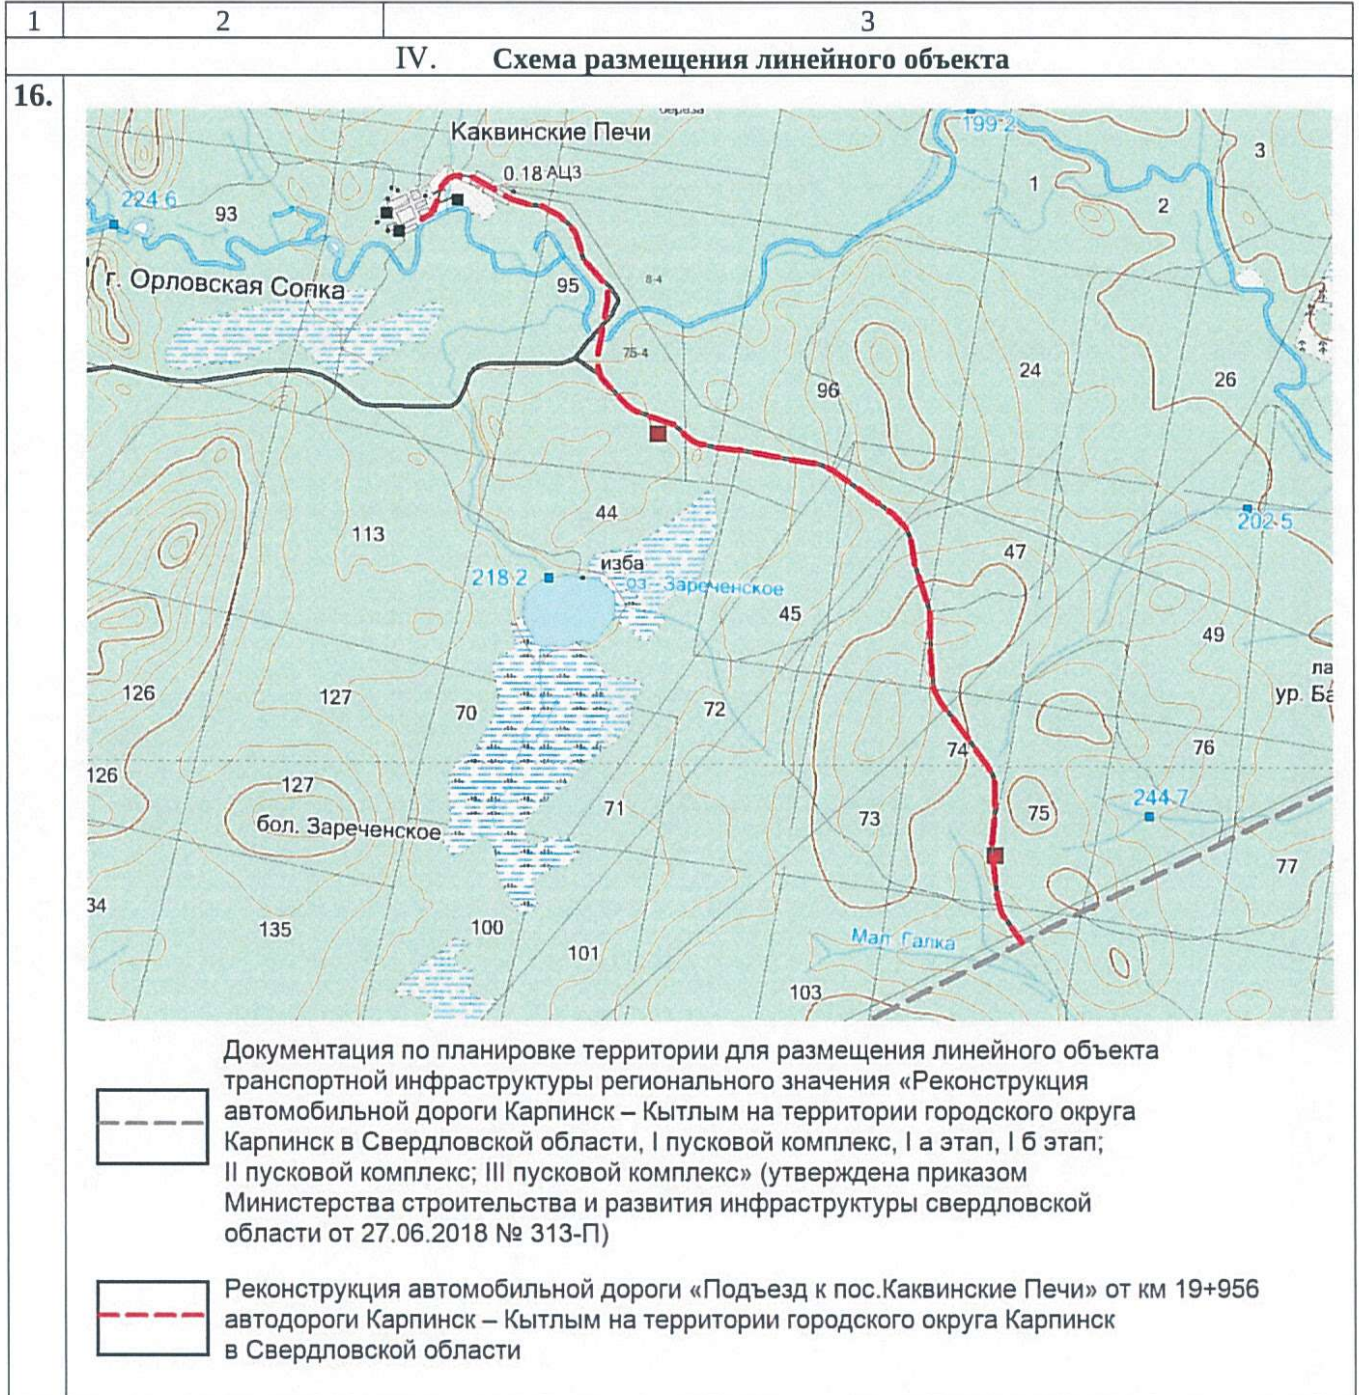 1 2 3
IV. Схема размещения линейного объекта
16.
береза
Каквинские Печи
199 2
3
0.18 АЦЗ
1
224 6
93
2
г. Орловская Сопка
95
8-4
75-4
24
96
26
44
113
202-5
47
изба
218 2
оз Зареченское
45
49
ла
126
127
70
72
ур. Ба
74
76
126
127
71
73
75
244.7
бол. Зареченское
77
34
135
100
101
Мал Галка
103
Документация по планировке территории для размещения линейного объекта
транспортной инфраструктуры регионального значения «Реконструкция
автомобильной дороги Карпинск – Кытлым на территории городского округа
Карпинск в Свердловской области, I пусковой комплекс, I а этап, I б этап;
II пусковой комплекс; III пусковой комплекс» (утверждена приказом
Министерства строительства и развития инфраструктуры свердловской
области от 27.06.2018 № 313-П)
Реконструкция автомобильной дороги «Подъезд к пос.Каквинские Печи» от км 19+956
автодороги Карпинск – Кытлым на территории городского округа Карпинск
в Свердловской области